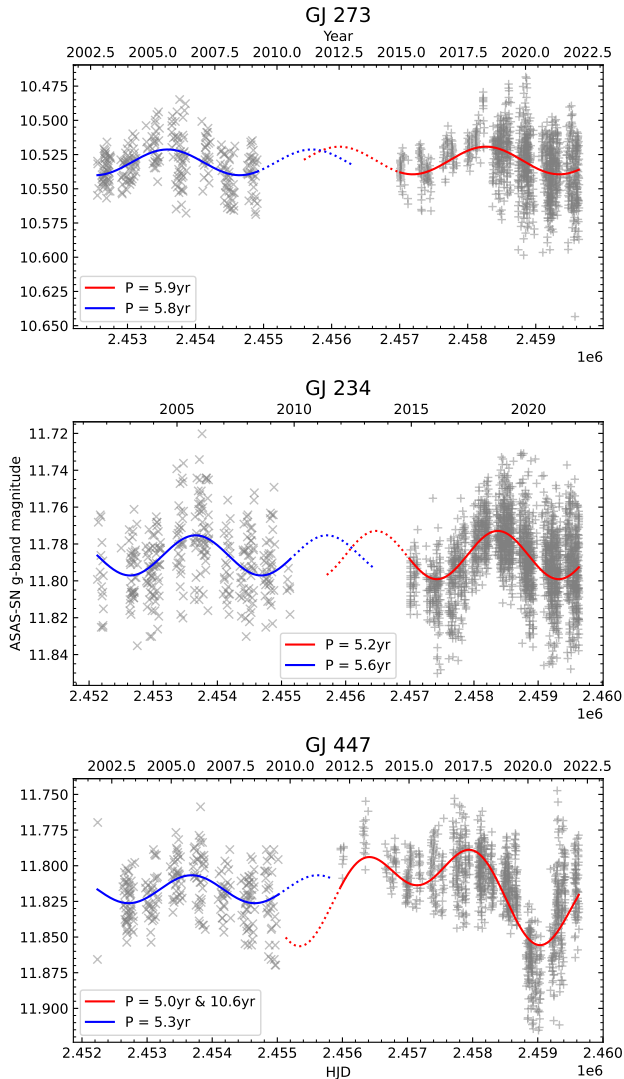 GJ 273
Year
2002.5 2005.0 2007.5 2010.0 2012.5 2015.0 2017.5 2020.0 2022.5
10.475
10.500
10.525
10.550
10.575
10.600
10.625
10.650
P = 5.9yr
P = 5.8yr
2.453 2.454 2.455 2.456 2.457 2.458 2.459
1e6
GJ 234
2005 2010 2015 2020
11.72
11.74
11.76
11.78
11.80
11.82
11.84
ASAS-SN g-band magnitude
P = 5.2yr
P = 5.6yr
2.452 2.453 2.454 2.455 2.456 2.457 2.458 2.459 2.460
1e6
GJ 447
2002.5 2005.0 2007.5 2010.0 2012.5 2015.0 2017.5 2020.0 2022.5
11.750
11.775
11.800
11.825
11.850
11.875
11.900
P = 5.0yr & 10.6yr
P = 5.3yr
2.452 2.453 2.454 2.455 2.456 2.457 2.458 2.459 2.460
HJD
1e6